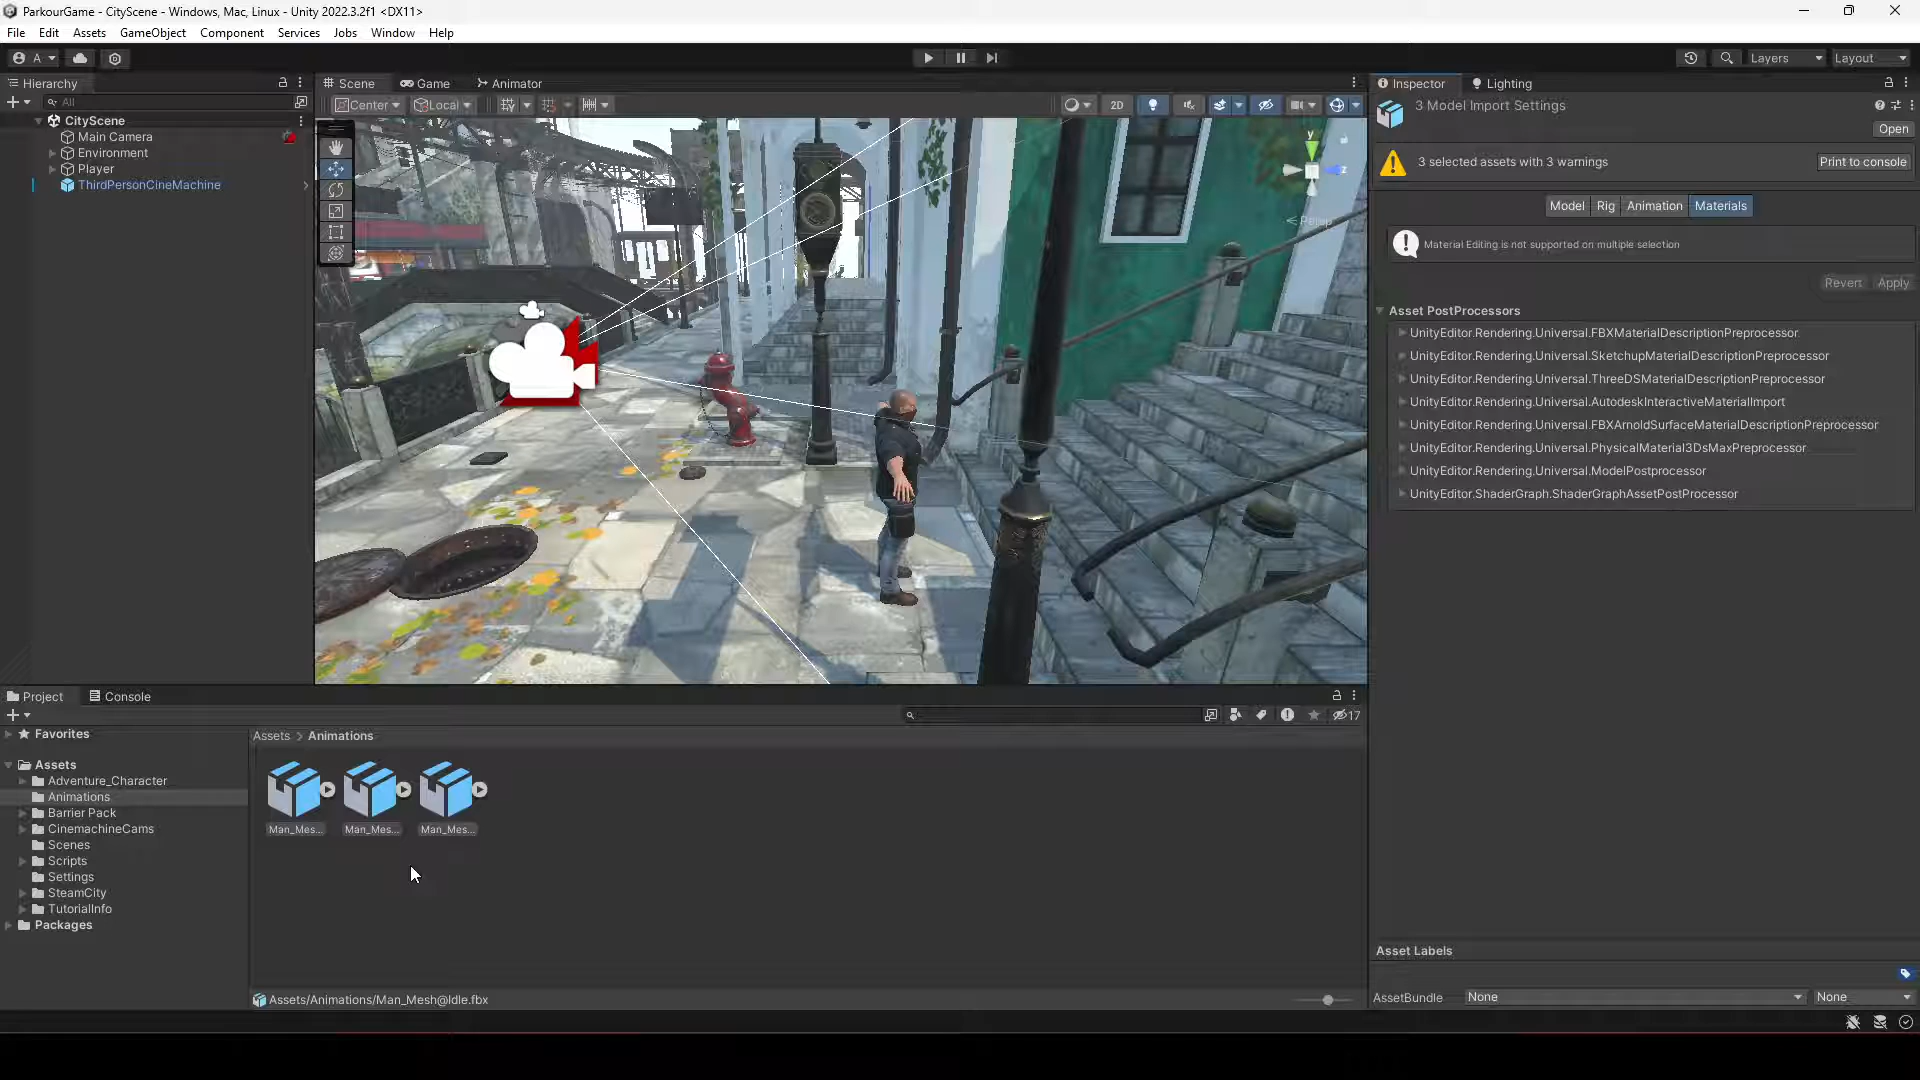 ParkourGame - CityScene - Windows, Mac, Linux - Unity 2022.3.2f1 <DX11>
File Edit Assets GameObject Component Services Jobs Window Help
A Layers Layout
Hierarchy Scene Game Animator Inspector Lighting
All Center Local 2D 3 Model Import Settings
CityScene
Main Camera
Environment
Player
ThirdPersonCineMachine
y
z
< Persp
Open
3 selected assets with 3 warnings Print to console
Model Rig Animation Materials
Material Editing is not supported on multiple selection
Revert Apply
Asset PostProcessors
UnityEditor.Rendering.Universal.FBXMaterialDescriptionPreprocessor
UnityEditor.Rendering.Universal.SketchupMaterialDescriptionPreprocessor
UnityEditor.Rendering.Universal.ThreeDSMaterialDescriptionPreprocessor
UnityEditor.Rendering.Universal.AutodeskInteractiveMaterialImport
UnityEditor.Rendering.Universal.FBXArnoldSurfaceMaterialDescriptionPreprocessor
UnityEditor.Rendering.Universal.PhysicalMaterial3DsMaxPreprocessor
UnityEditor.Rendering.Universal.ModelPostprocessor
UnityEditor.ShaderGraph.ShaderGraphAssetPostProcessor
Project Console
17
Favorites
Assets
Adventure_Character
Animations
Barrier Pack
CinemachineCams
Scenes
Scripts
Settings
SteamCity
TutorialInfo
Packages
Assets > Animations
Man_Mes... Man_Mes... Man_Mes...
Assets/Animations/Man_Mesh@Idle.fbx
Asset Labels
AssetBundle None None